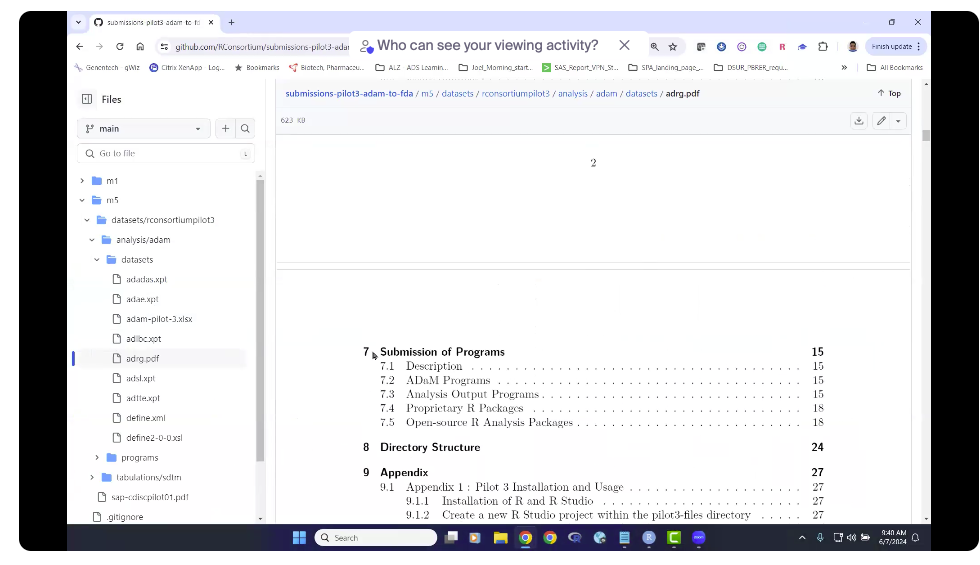 submissions-pilot3-adam-to-fd
github.com/RConsortium/submissions-pilot3-adar
Who can see your viewing activity?
Finish update
Genentech - gWiz
Citrix XenApp - Log...
Bookmarks
Biotech, Pharmaceu...
ALZ - ADS Learnin...
Joel_Morning_start...
SAS_Report_VPN_St...
SPA_landing_page_...
DSUR_PBRER_requ...
»
All Bookmarks
Files
submissions-pilot3-adam-to-fda / m5 / datasets / rconsortiumpilot3 / analysis / adam / datasets / adrg.pdf
Top
main
623 KB
Go to file
2
m1
m5
datasets/rconsortiumpilot3
analysis/adam
datasets
adadas.xpt
adae.xpt
adam-pilot-3.xlsx
adlbc.xpt
adrg.pdf
adsl.xpt
adtte.xpt
define.xml
define2-0-0.xsl
programs
tabulations/sdtm
sap-cdiscpilot01.pdf
.gitignore
7 Submission of Programs 15
7.1 Description . . . . . . . . . . . . . . . . . . . . 15
7.2 ADaM Programs . . . . . . . . . . . . . . . . . . . . 15
7.3 Analysis Output Programs . . . . . . . . . . . . . . . . . . . . 15
7.4 Proprietary R Packages . . . . . . . . . . . . . . . . . . . . 18
7.5 Open-source R Analysis Packages . . . . . . . . . . . . . . . . . . . . 18
8 Directory Structure 24
9 Appendix 27
9.1 Appendix 1 : Pilot 3 Installation and Usage . . . . . . . . . . . . . . . . 27
9.1.1 Installation of R and R Studio . . . . . . . . . . . . . . . . 27
9.1.2 Create a new R Studio project within the pilot3-files directory . . . . . 27
Search
9:40 AM
6/7/2024